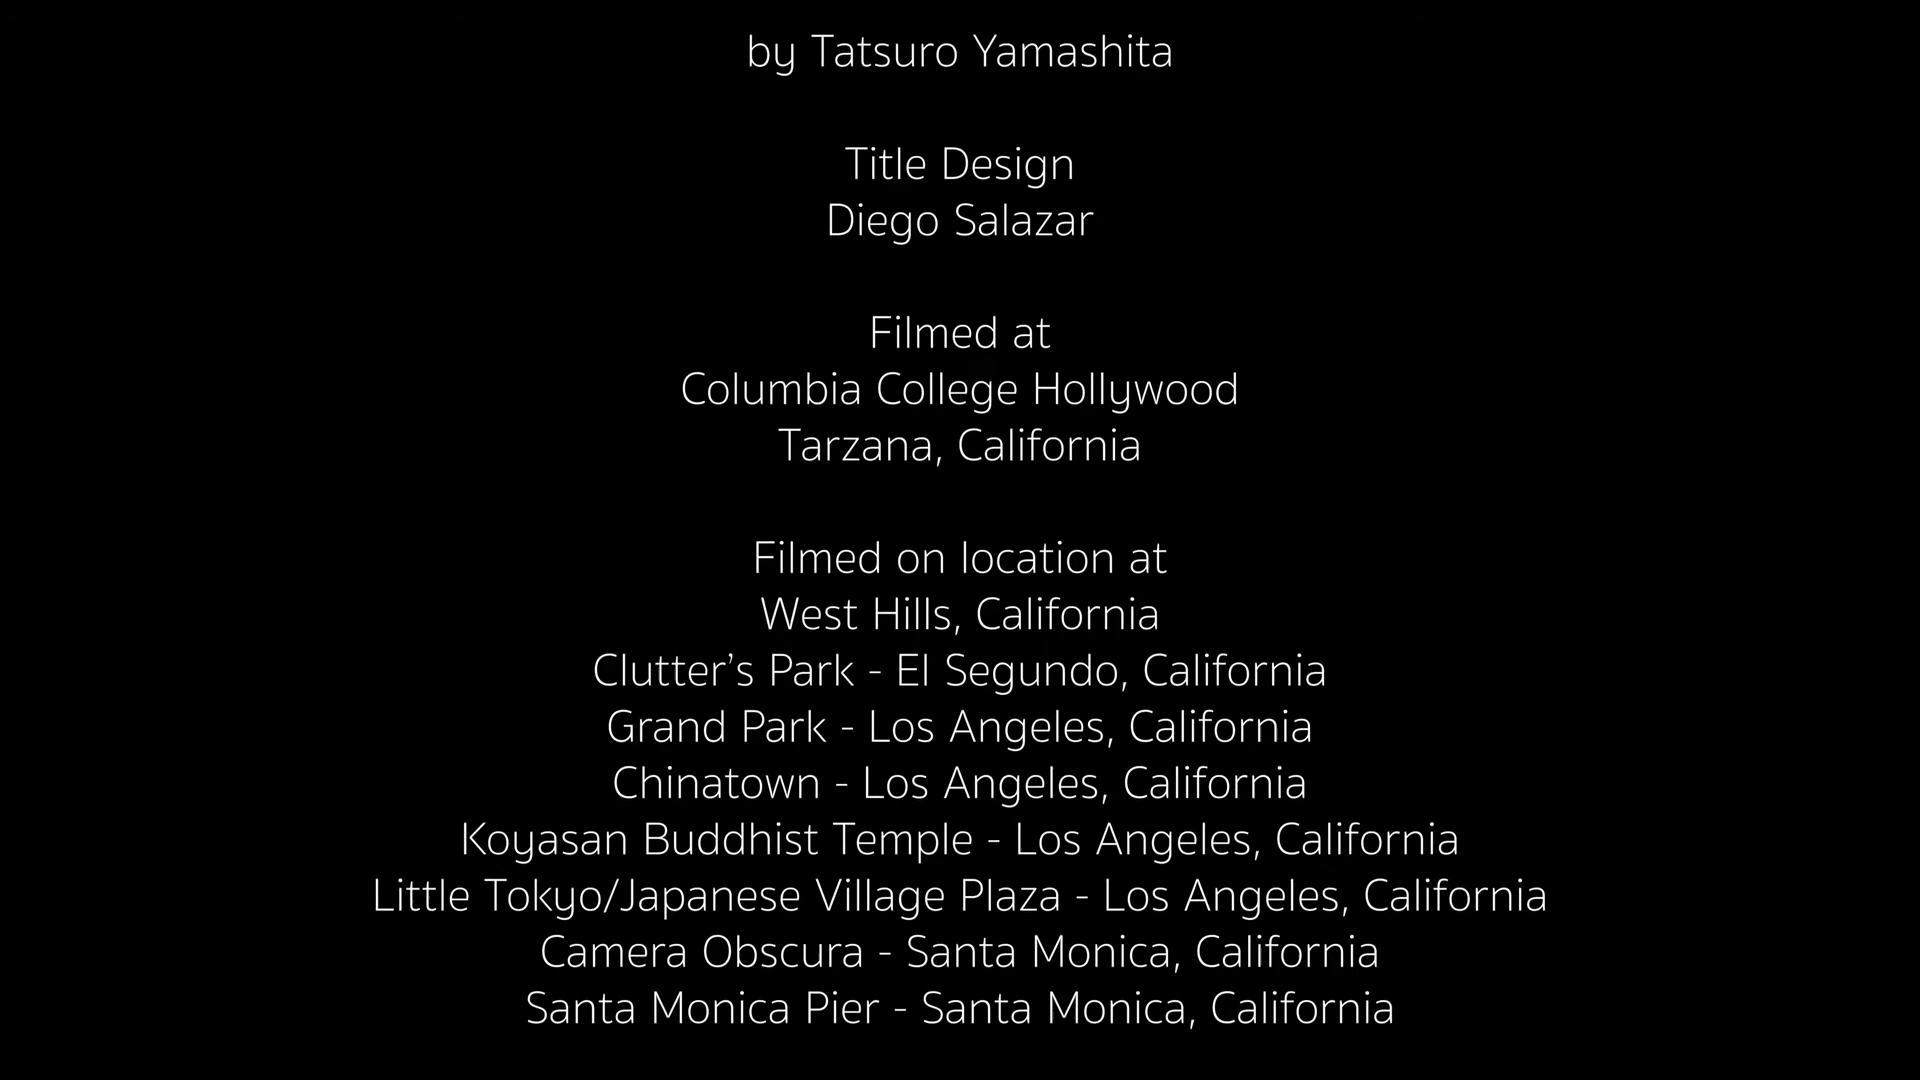 by Tatsuro Yamashita
Title Design
Diego Salazar
Filmed at
Columbia College Hollywood
Tarzana, California
Filmed on location at
West Hills, California
Clutter’s Park - El Segundo, California
Grand Park - Los Angeles, California
Chinatown - Los Angeles, California
Koyasan Buddhist Temple - Los Angeles, California
Little Tokyo/Japanese Village Plaza - Los Angeles, California
Camera Obscura - Santa Monica, California
Santa Monica Pier - Santa Monica, California